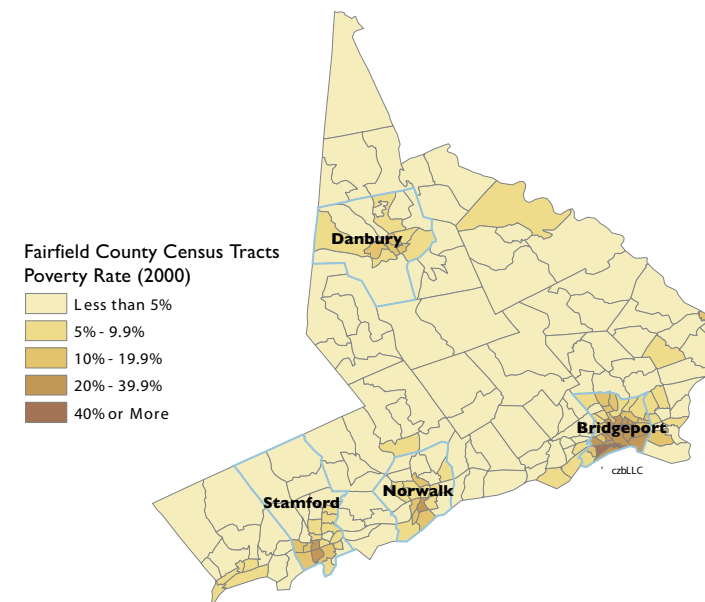 Fairfield County Census Tracts
Poverty Rate (2000)
Less than 5%
5% - 9.9%
10% - 19.9%
20% - 39.9%
40% or More
Danbury
Bridgeport
czbLLC
Norwalk
Stamford